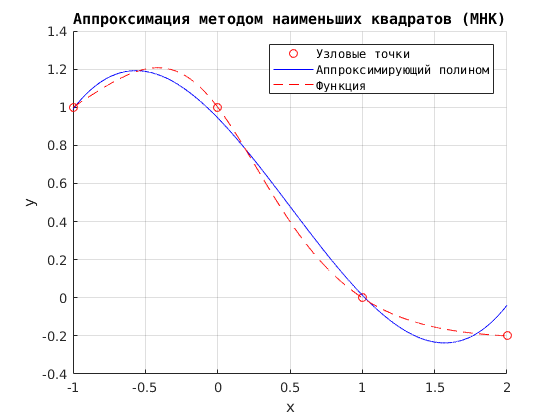 Аппроксимация методом наименьших квадратов (МНК)
Узловые точки
Аппроксимирующий полином
Функция
y
1.4
1.2
1
0.8
0.6
0.4
0.2
0
-0.2
-0.4
-1 -0.5 0 0.5 1 1.5 2
x